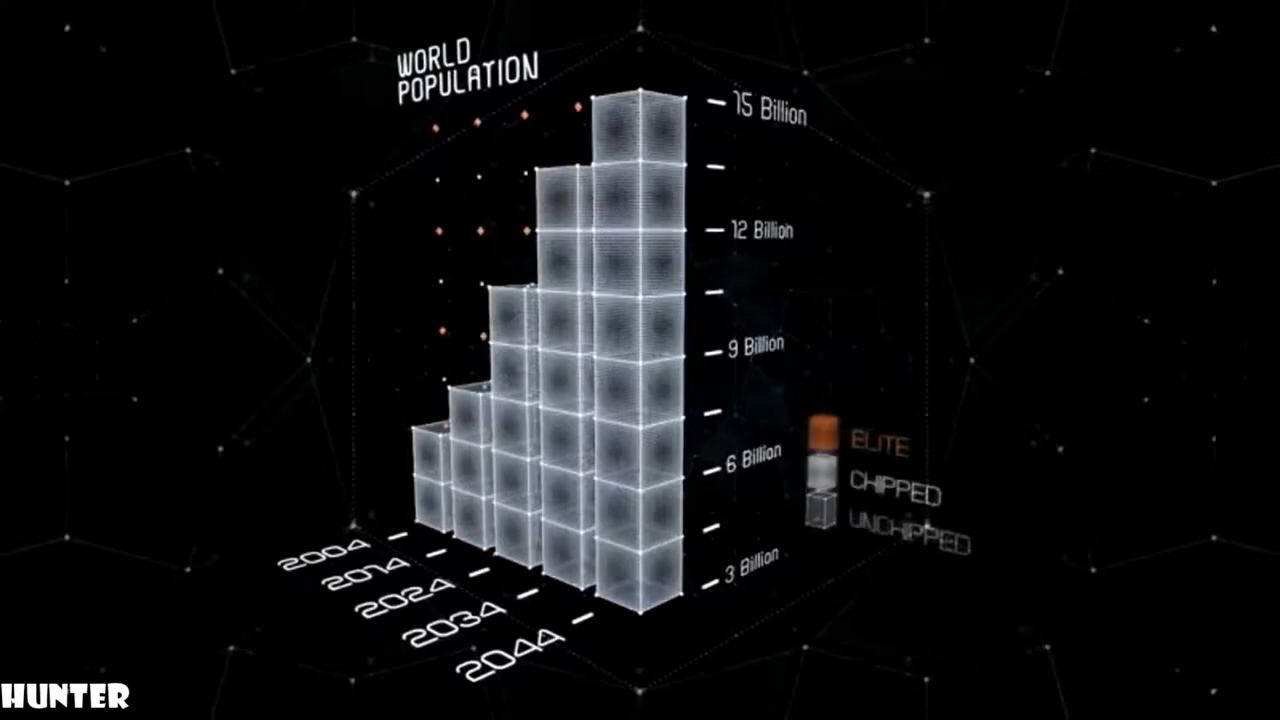 WORLD
POPULATION
15 Billion
12 Billion
9 Billion
6 Billion
3 Billion
ELITE
CHIPPED
UNCHIPPED
2004
2014
2024
2034
2044
HUNTER